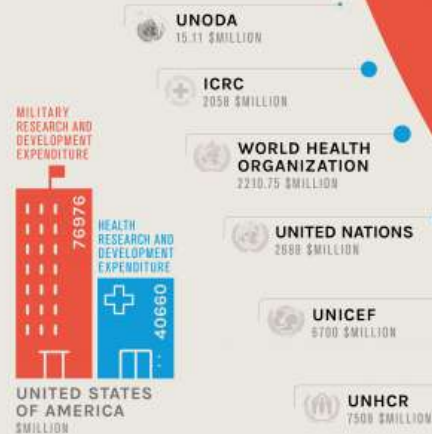 UNODA
15.11 $MILLION
ICRC
2058 $MILLION
MILITARY
RESEARCH AND
DEVELOPMENT
EXPENDITURE
WORLD HEALTH
ORGANIZATION
2210.75 $MILLION
76976
HEALTH
RESEARCH AND
DEVELOPMENT
EXPENDITURE
40660
UNITED NATIONS
2688 $MILLION
UNICEF
6700 $MILLION
UNITED STATES
OF AMERICA
$MILLION
UNHCR
7508 $MILLION